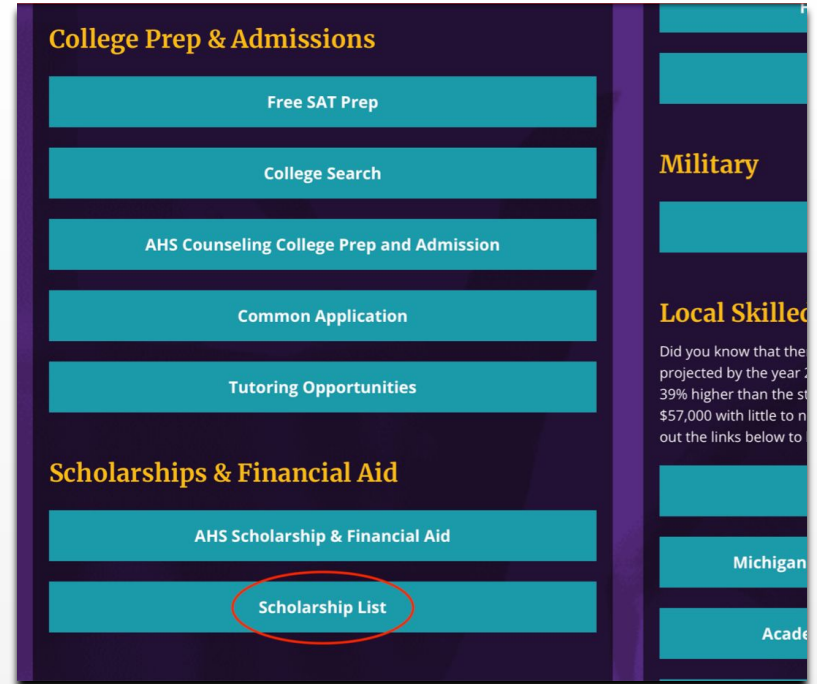 College Prep & Admissions
Free SAT Prep
College Search
AHS Counseling College Prep and Admission
Common Application
Tutoring Opportunities
Scholarships & Financial Aid
AHS Scholarship & Financial Aid
Scholarship List
Military
Local Skilled
Did you know that
projected by the year
39% higher than the
$57,000 with little to
out the links below to
Michigan